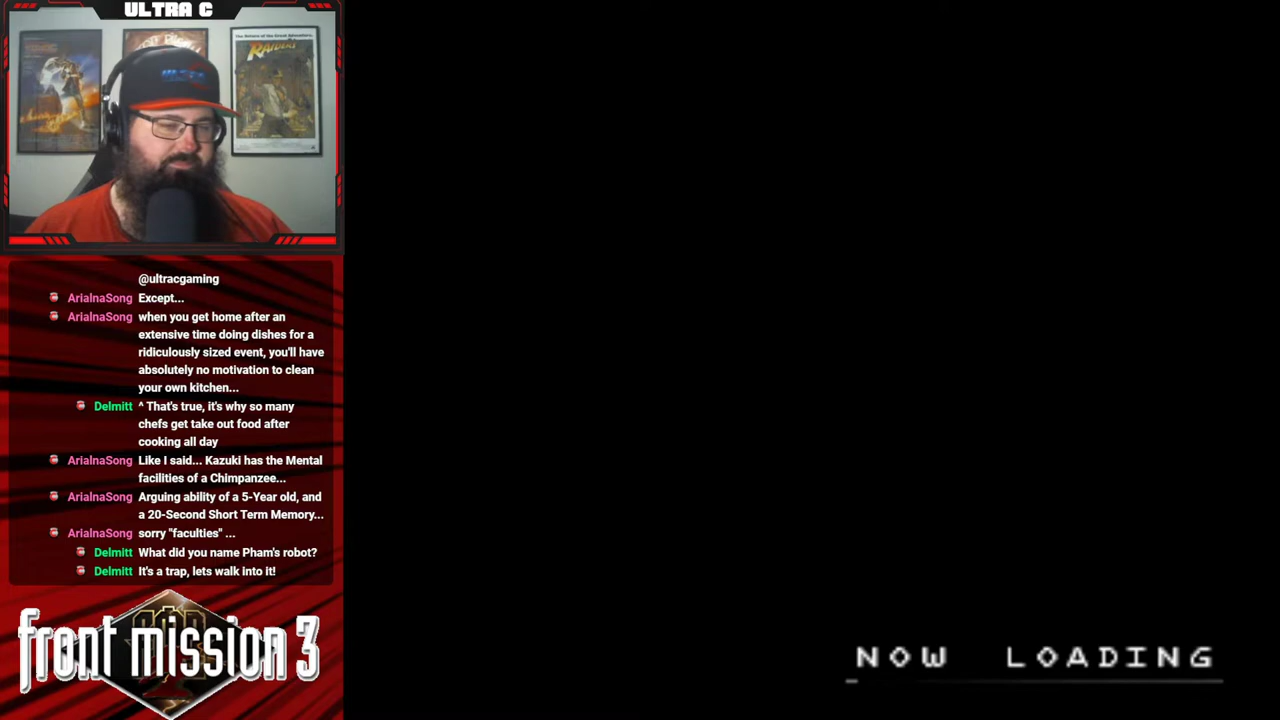 ULTRA C
RAIDERS
@ultracgaming
ArialnaSong Except...
ArialnaSong when you get home after an
extensive time doing dishes for a
ridiculously sized event, you'll have
absolutely no motivation to clean
your own kitchen...
Delmitt ^ That's true, it's why so many
chefs get take out food after
cooking all day
ArialnaSong Like I said... Kazuki has the Mental
facilities of a Chimpanzee...
ArialnaSong Arguing ability of a 5-Year old, and
a 20-Second Short Term Memory...
ArialnaSong sorry "faculties" ...
Delmitt What did you name Pham's robot?
Delmitt It's a trap, lets walk into it!
front mission 3
NOW LOADING